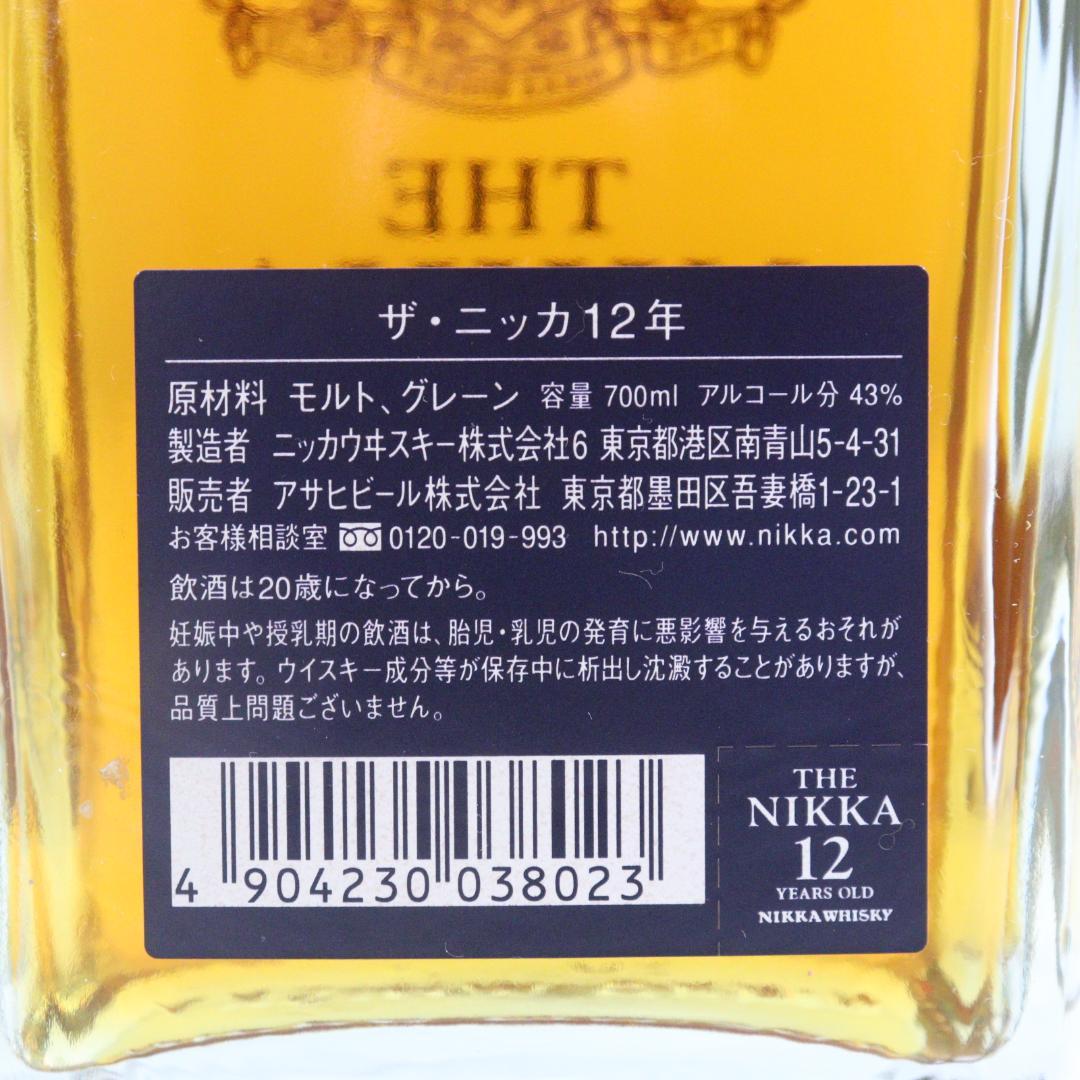 THE
ザ・ニッカ12年
原材料 モルト、グレーン 容量 700ml アルコール分 43%
製造者 ニッカウヰスキー株式会社6 東京都港区南青山5-4-31
販売者 アサヒビール株式会社 東京都墨田区吾妻橋1-23-1
お客様相談室 0120-019-993 http://www.nikka.com
飲酒は20歳になってから。
妊娠中や授乳期の飲酒は、胎児・乳児の発育に悪影響を与えるおそれが
あります。ウイスキー成分等が保存中に析出し沈澱することがありますが、
品質上問題ございません。
4 904230 038023
THE
NIKKA
12
YEARS OLD
NIKKA WHISKY